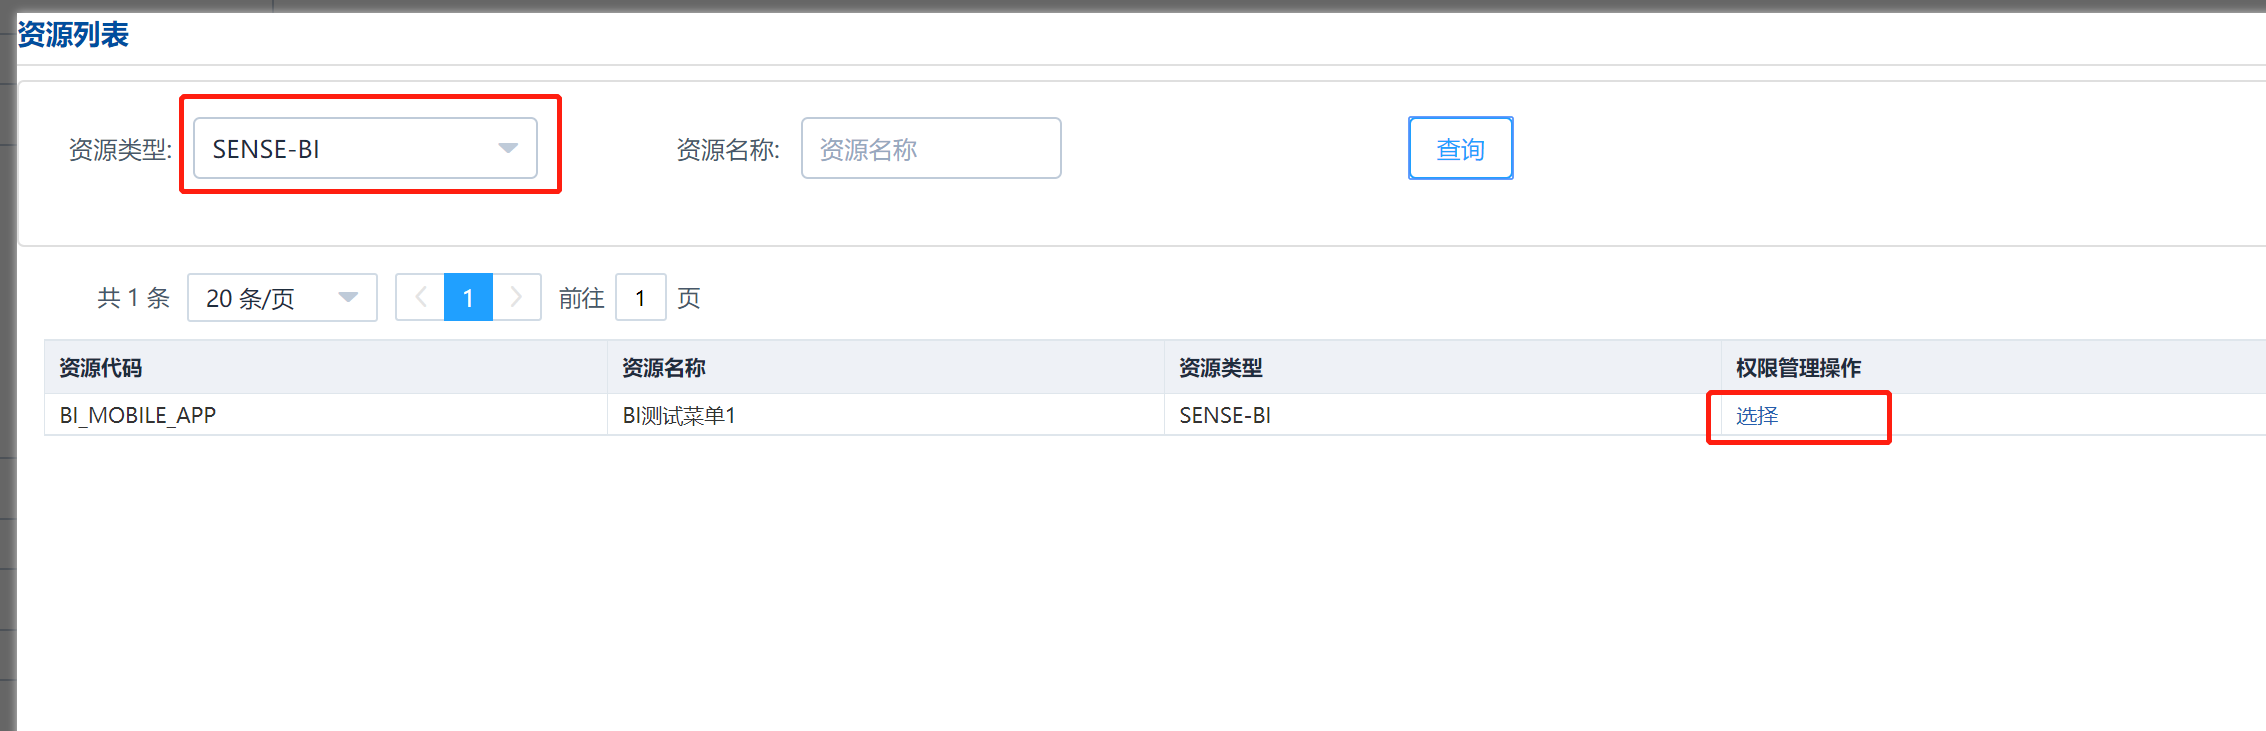 资源列表
资源类型: SENSE-BI 资源名称: 资源名称 查询
共 1 条 20 条/页 1 前往 1 页
资源代码 资源名称 资源类型 权限管理操作
BI_MOBILE_APP BI测试菜单1 SENSE-BI 选择